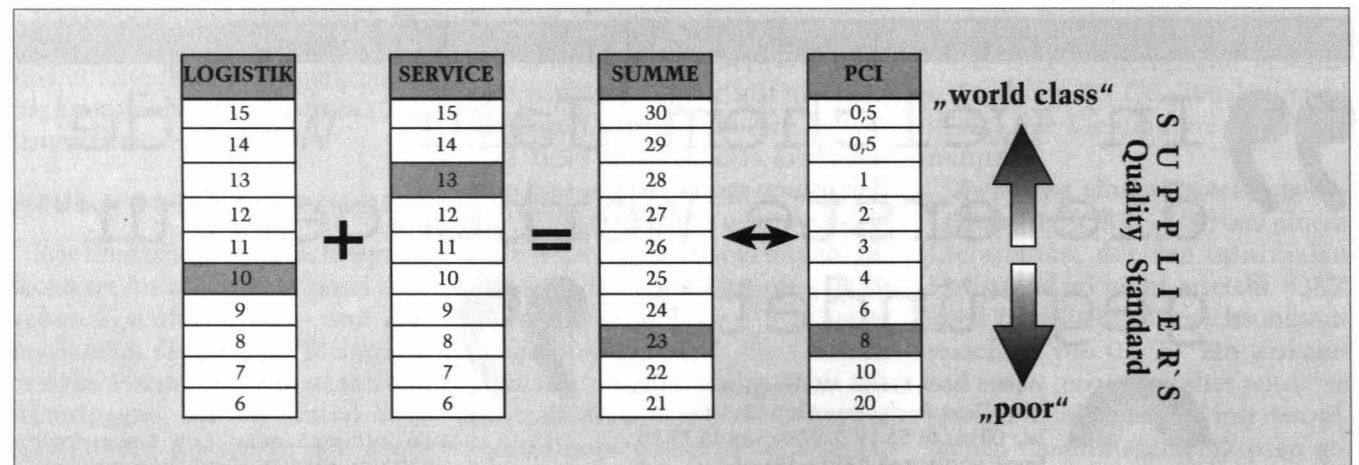 LOGISTIK SERVICE SUMME PCI
15 15 30 0,5
14 14 29 0,5
13 13 28 1
12 12 27 2
11 + 11 = 26 3
10 10 25 4
9 9 24 6
8 8 23 8
7 7 22 10
6 6 21 20
„world class“
„poor“
SUPPLIER'S
Quality Standard